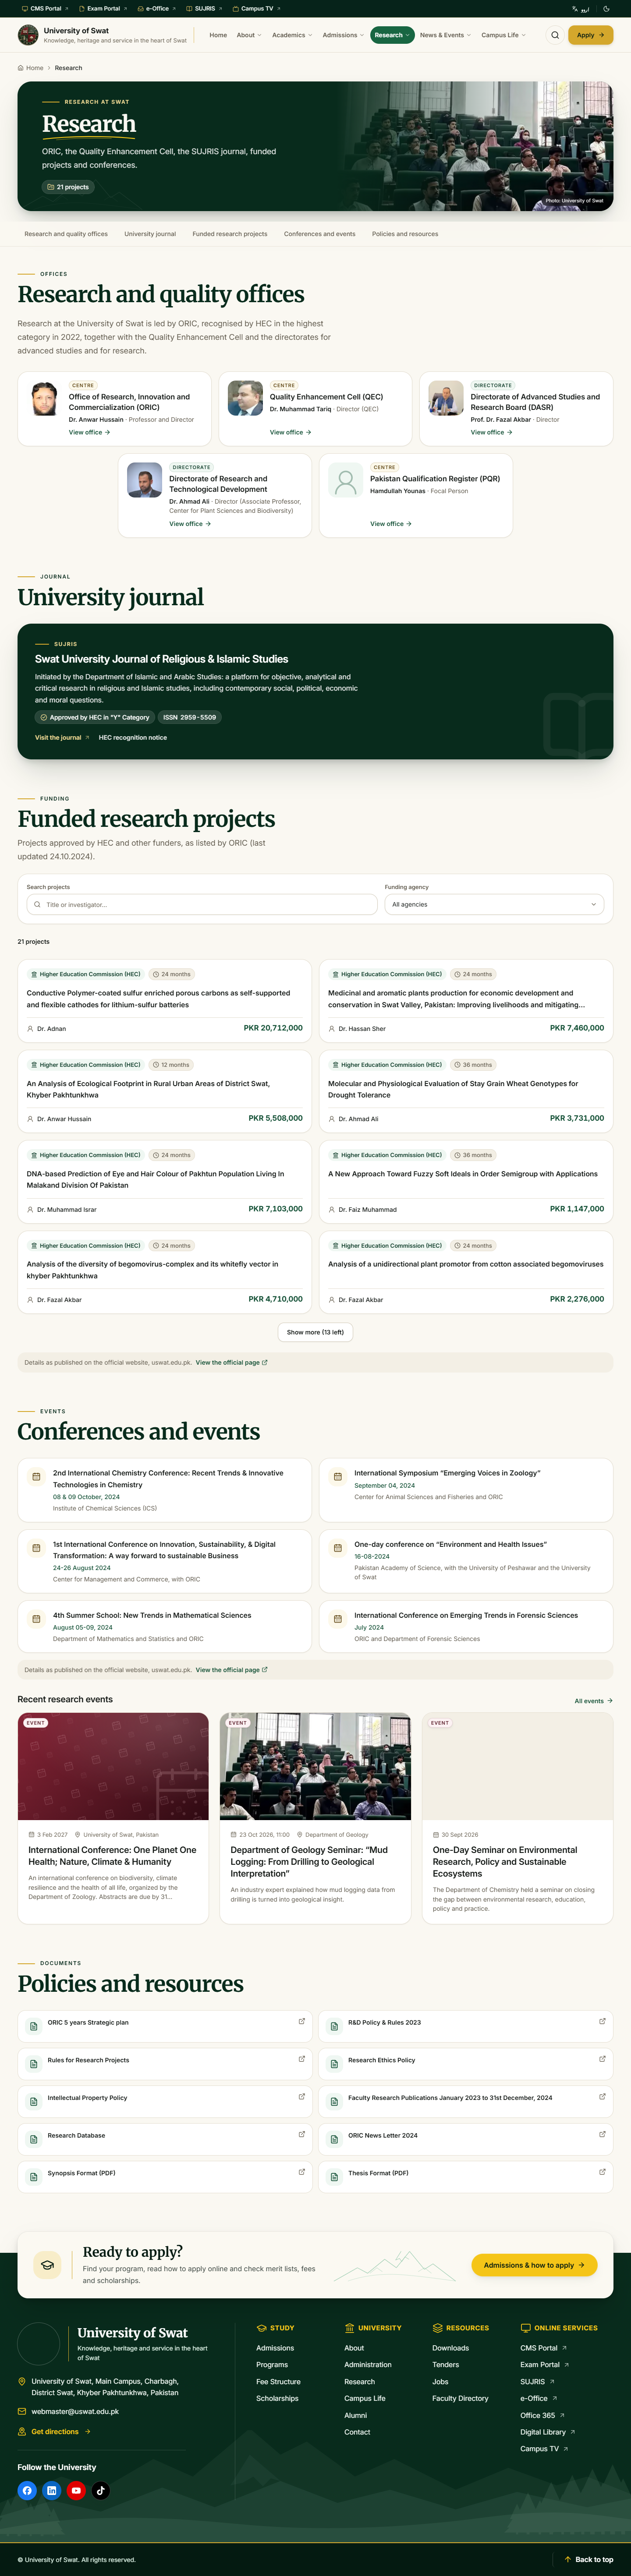 CMS Portal
Exam Portal
e-Office
SUJRIS
Campus TV
اردو
University of Swat
Knowledge, heritage and service in the heart of Swat
Home
About
Academics
Admissions
Research
News & Events
Campus Life
Apply
Home
Research
RESEARCH AT SWAT
Research
ORIC, the Quality Enhancement Cell, the SUJRIS journal, funded
projects and conferences.
21 projects
Photo: University of Swat
Research and quality offices
University journal
Funded research projects
Conferences and events
Policies and resources
OFFICES
Research and quality offices
Research at the University of Swat is led by ORIC, recognised by HEC in the highest
category in 2022, together with the Quality Enhancement Cell and the directorates for
advanced studies and for research.
CENTRE
Office of Research, Innovation and
Commercialization (ORIC)
Dr. Anwar Hussain · Professor and Director
View office
CENTRE
Quality Enhancement Cell (QEC)
Dr. Muhammad Tariq · Director (QEC)
View office
DIRECTORATE
Directorate of Advanced Studies and
Research Board (DASR)
Prof. Dr. Fazal Akbar · Director
View office
DIRECTORATE
Directorate of Research and
Technological Development
Dr. Ahmad Ali · Director (Associate Professor,
Center for Plant Sciences and Biodiversity)
View office
CENTRE
Pakistan Qualification Register (PQR)
Hamdullah Younas · Focal Person
View office
JOURNAL
University journal
SUJRIS
Swat University Journal of Religious & Islamic Studies
Initiated by the Department of Islamic and Arabic Studies: a platform for objective, analytical and
critical research in religious and Islamic studies, including contemporary social, political, economic
and moral questions.
Approved by HEC in "Y" Category
ISSN 2959-5509
Visit the journal
HEC recognition notice
FUNDING
Funded research projects
Projects approved by HEC and other funders, as listed by ORIC (last
updated 24.10.2024).
Search projects
Title or investigator...
Funding agency
All agencies
21 projects
Higher Education Commission (HEC)
24 months
Conductive Polymer-coated sulfur enriched porous carbons as self-supported
and flexible cathodes for lithium-sulfur batteries
Dr. Adnan
PKR 20,712,000
Higher Education Commission (HEC)
24 months
Medicinal and aromatic plants production for economic development and
conservation in Swat Valley, Pakistan: Improving livelihoods and mitigating...
Dr. Hassan Sher
PKR 7,460,000
Higher Education Commission (HEC)
12 months
An Analysis of Ecological Footprint in Rural Urban Areas of District Swat,
Khyber Pakhtunkhwa
Dr. Anwar Hussain
PKR 5,508,000
Higher Education Commission (HEC)
36 months
Molecular and Physiological Evaluation of Stay Grain Wheat Genotypes for
Drought Tolerance
Dr. Ahmad Ali
PKR 3,731,000
Higher Education Commission (HEC)
24 months
DNA-based Prediction of Eye and Hair Colour of Pakhtun Population Living In
Malakand Division Of Pakistan
Dr. Muhammad Israr
PKR 7,103,000
Higher Education Commission (HEC)
36 months
A New Approach Toward Fuzzy Soft Ideals in Order Semigroup with Applications
Dr. Faiz Muhammad
PKR 1,147,000
Higher Education Commission (HEC)
24 months
Analysis of the diversity of begomovirus-complex and its whitefly vector in
khyber Pakhtunkhwa
Dr. Fazal Akbar
PKR 4,710,000
Higher Education Commission (HEC)
24 months
Analysis of a unidirectional plant promotor from cotton associated begomoviruses
Dr. Fazal Akbar
PKR 2,276,000
Show more (13 left)
Details as published on the official website, uswat.edu.pk. View the official page
EVENTS
Conferences and events
2nd International Chemistry Conference: Recent Trends & Innovative
Technologies in Chemistry
08 & 09 October, 2024
Institute of Chemical Sciences (ICS)
International Symposium "Emerging Voices in Zoology"
September 04, 2024
Center for Animal Sciences and Fisheries and ORIC
1st International Conference on Innovation, Sustainability, & Digital
Transformation: A way forward to sustainable Business
24-26 August 2024
Center for Management and Commerce, with ORIC
One-day conference on "Environment and Health Issues"
16-08-2024
Pakistan Academy of Science, with the University of Peshawar and the University
of Swat
4th Summer School: New Trends in Mathematical Sciences
August 05-09, 2024
Department of Mathematics and Statistics and ORIC
International Conference on Emerging Trends in Forensic Sciences
July 2024
ORIC and Department of Forensic Sciences
Details as published on the official website, uswat.edu.pk. View the official page
Recent research events
All events
EVENT
3 Feb 2027
University of Swat, Pakistan
International Conference: One Planet One
Health; Nature, Climate & Humanity
An international conference on biodiversity, climate
resilience and the health of all life, organized by the
Department of Zoology. Abstracts are due by 31...
EVENT
23 Oct 2026, 11:00
Department of Geology
Department of Geology Seminar: "Mud
Logging: From Drilling to Geological
Interpretation"
An industry expert explained how mud logging data from
drilling is turned into geological insight.
EVENT
30 Sept 2026
One-Day Seminar on Environmental
Research, Policy and Sustainable
Ecosystems
The Department of Chemistry held a seminar on closing
the gap between environmental research, education,
policy and practice.
DOCUMENTS
Policies and resources
ORIC 5 years Strategic plan
R&D Policy & Rules 2023
Rules for Research Projects
Research Ethics Policy
Intellectual Property Policy
Faculty Research Publications January 2023 to 31st December, 2024
Research Database
ORIC News Letter 2024
Synopsis Format (PDF)
Thesis Format (PDF)
Ready to apply?
Find your program, read how to apply online and check merit lists, fees
and scholarships.
Admissions & how to apply
University of Swat
Knowledge, heritage and service in the heart
of Swat
University of Swat, Main Campus, Charbagh,
District Swat, Khyber Pakhtunkhwa, Pakistan
webmaster@uswat.edu.pk
Get directions
Follow the University
STUDY
Admissions
Programs
Fee Structure
Scholarships
UNIVERSITY
About
Administration
Research
Campus Life
Alumni
Contact
RESOURCES
Downloads
Tenders
Jobs
Faculty Directory
ONLINE SERVICES
CMS Portal
Exam Portal
SUJRIS
e-Office
Office 365
Digital Library
Campus TV
© University of Swat. All rights reserved.
Back to top